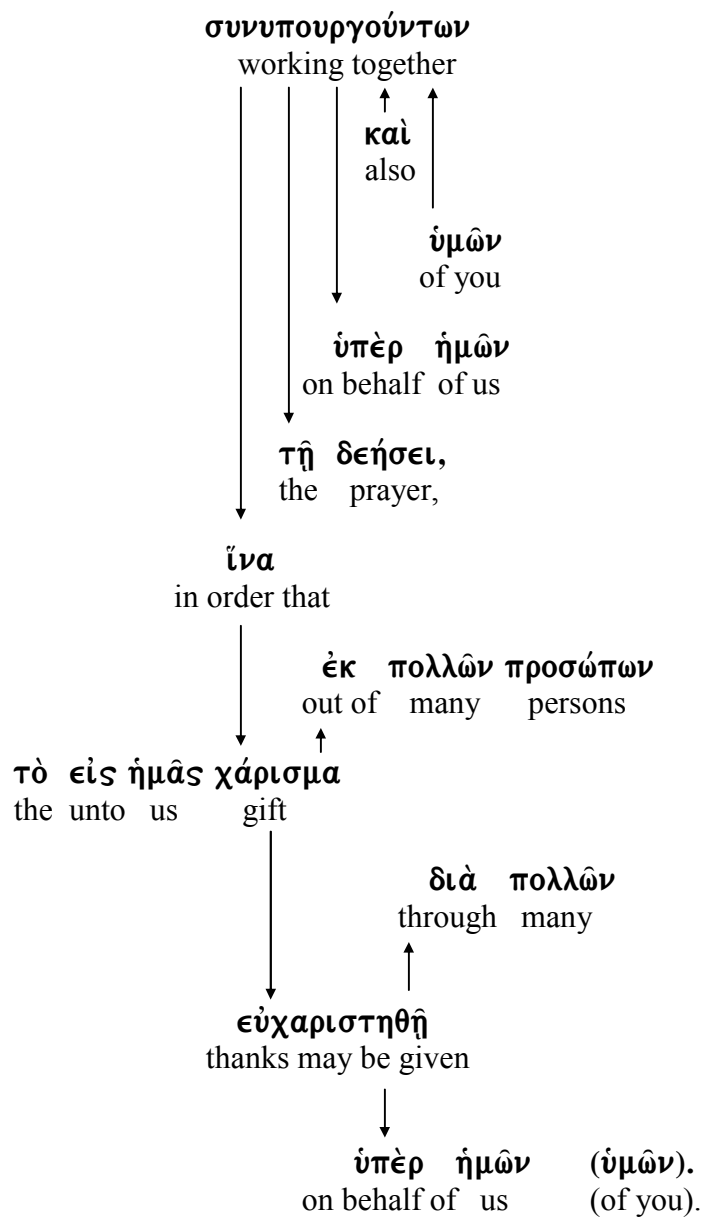 συνυπουργούντων
working together
καὶ
also
ὑμῶν
of you
ὑπὲρ ἡμῶν
on behalf of us
τῇ δεήσει,
the prayer,
ἵνα
in order that
ἐκ πολλῶν προσώπων
out of many persons
τὸ εἰς ἡμᾶς χάρισμα
the unto us gift
διὰ πολλῶν
through many
εὐχαριστηθῇ
thanks may be given
ὑπὲρ ἡμῶν (ὑμῶν).
on behalf of us (of you).